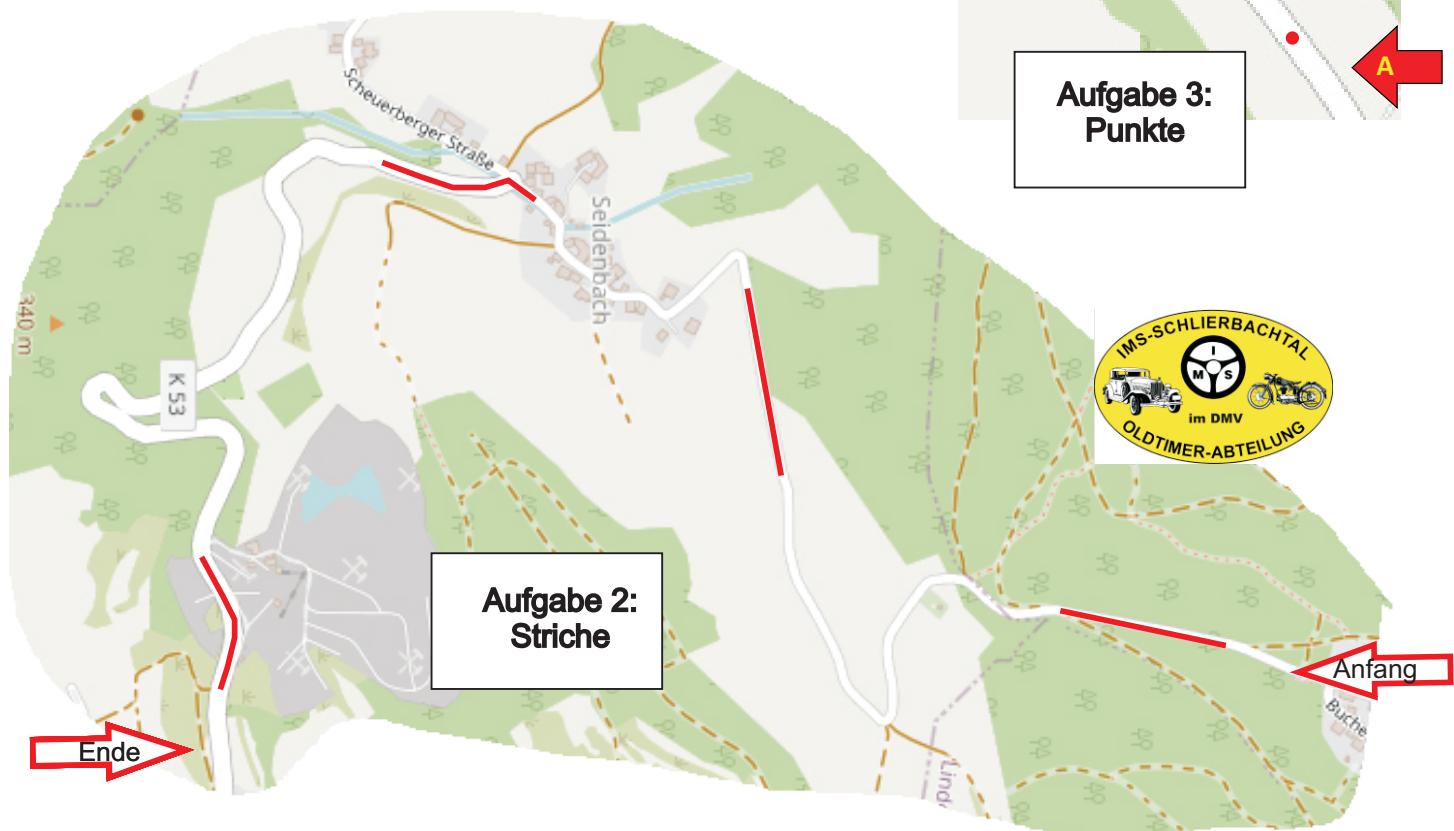 A
Aufgabe 3:
Punkte
Scheuerberger Straße
Seidenbach
340 m
K 53
IMS-SCHLIERBACHTAL
I
M S
im DMV
OLDTIMER-ABTEILUNG
Aufgabe 2:
Striche
Anfang
Buche
Ende
Lind